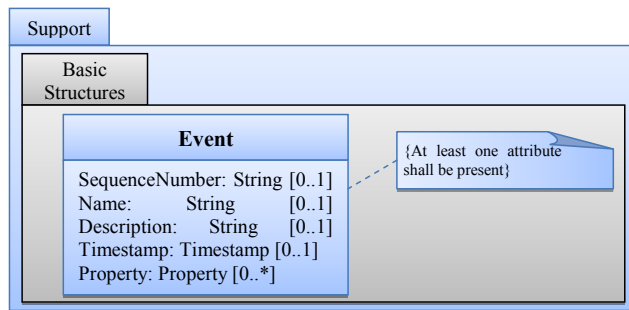 Support
Basic
Structures
Event
SequenceNumber: String [0..1]
Name: String [0..1]
Description: String [0..1]
Timestamp: Timestamp [0..1]
Property: Property [0..*]
{At least one attribute
shall be present}